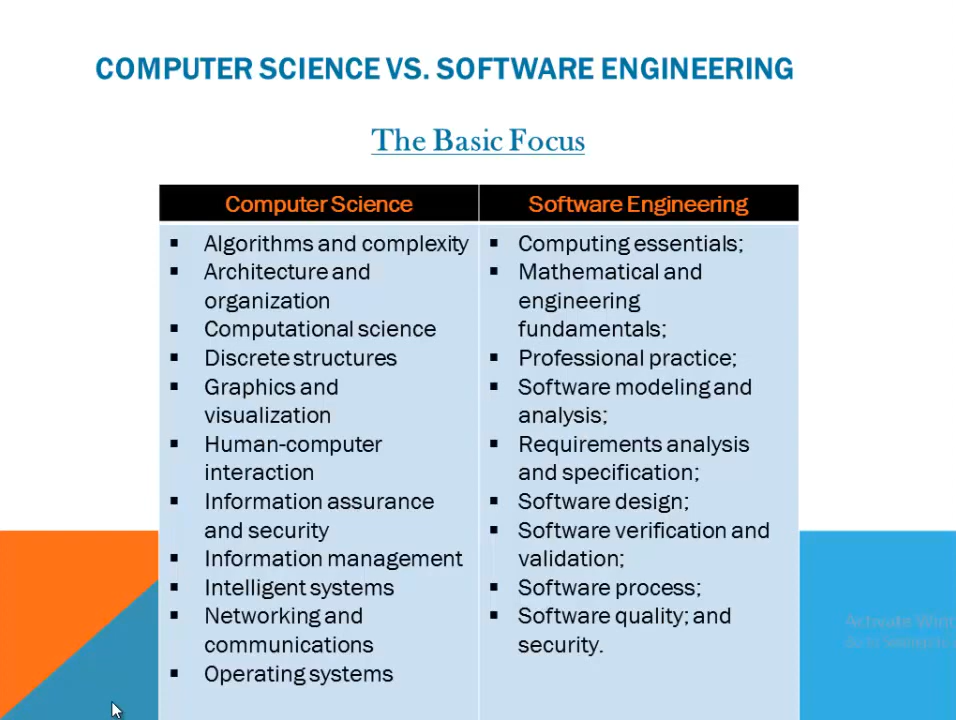 COMPUTER SCIENCE VS. SOFTWARE ENGINEERING
The Basic Focus
Computer Science
▪ Algorithms and complexity
▪ Architecture and
organization
▪ Computational science
▪ Discrete structures
▪ Graphics and
visualization
▪ Human-computer
interaction
▪ Information assurance
and security
▪ Information management
▪ Intelligent systems
▪ Networking and
communications
▪ Operating systems
Software Engineering
▪ Computing essentials;
▪ Mathematical and
engineering
fundamentals;
▪ Professional practice;
▪ Software modeling and
analysis;
▪ Requirements analysis
and specification;
▪ Software design;
▪ Software verification and
validation;
▪ Software process;
▪ Software quality; and
security.
Activate